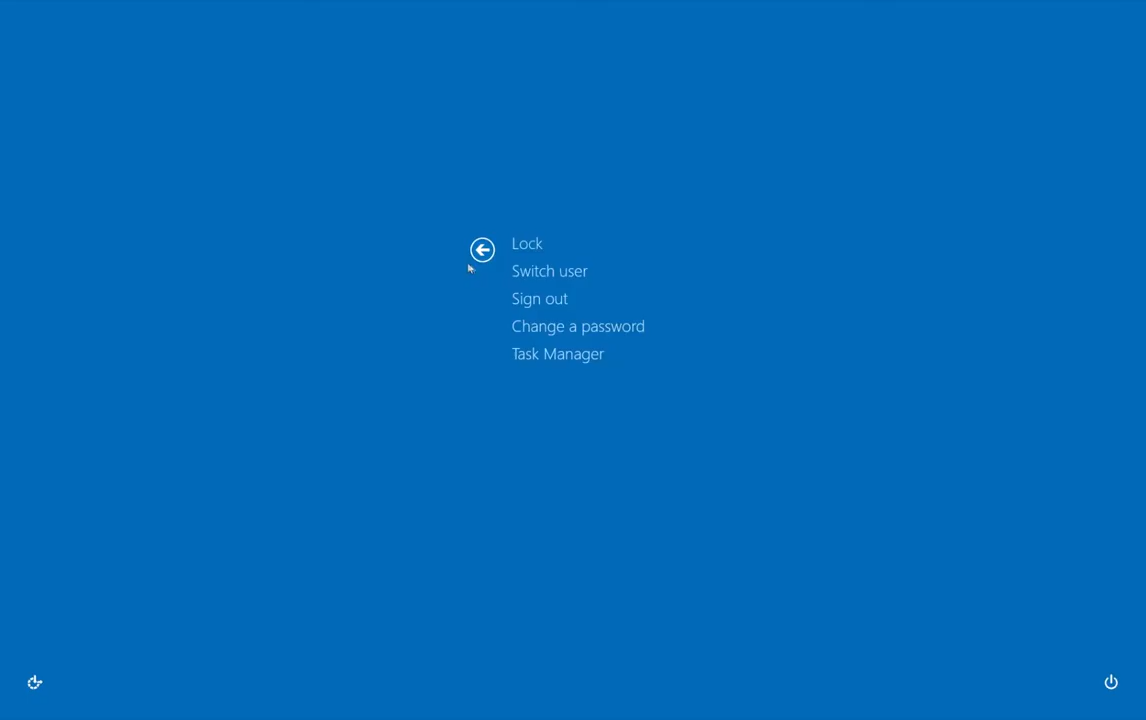 Lock
Switch user
Sign out
Change a password
Task Manager